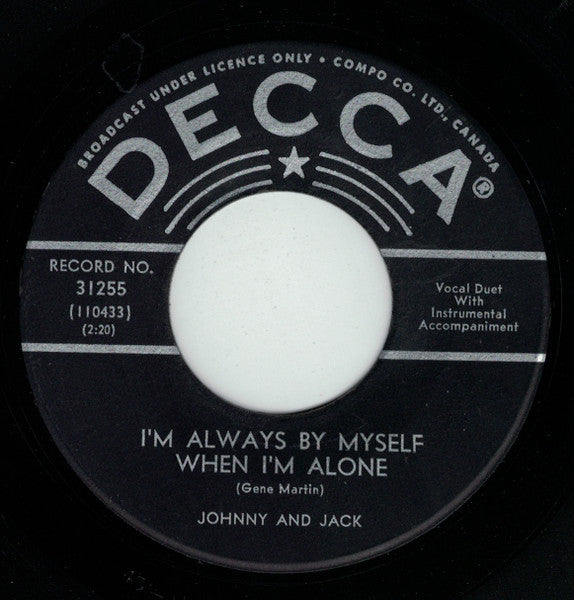 BROADCAST UNDER LICENCE ONLY • COMPO CO. LTD., CANADA
DECCA®
RECORD NO.
31255
(110433)
(2:20)
Vocal Duet
With
Instrumental
Accompaniment
I'M ALWAYS BY MYSELF
WHEN I'M ALONE
(Gene Martin)
JOHNNY AND JACK